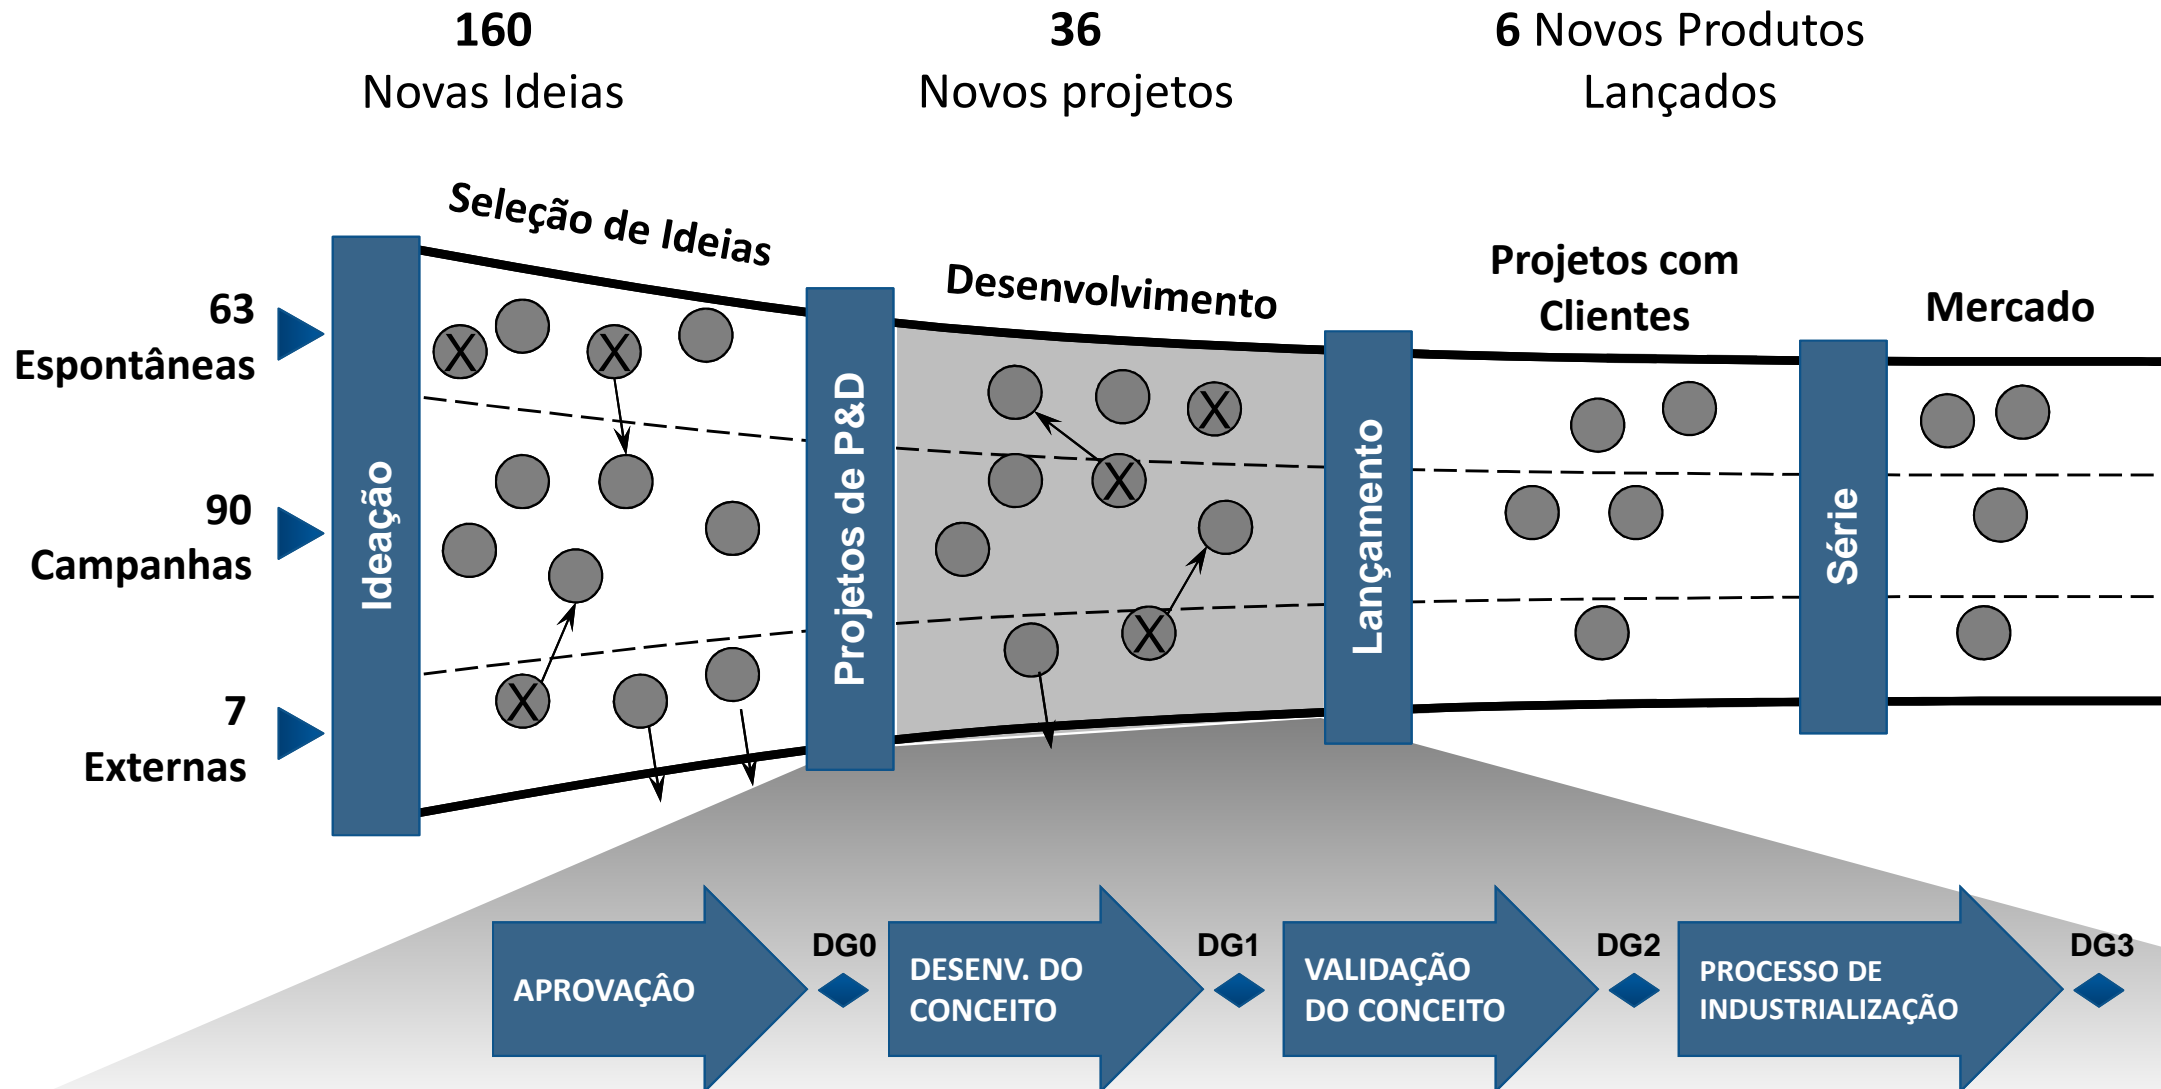 160
Novas Ideias
36
Novos projetos
6 Novos Produtos
Lançados
Seleção de Ideias
Desenvolvimento
Projetos com
Clientes
Mercado
63
Espontâneas
90
Campanhas
7
Externas
Ideação
X
X
X
Projetos de P&D
X
X
X
Lançamento
Série
APROVAÇÂO
DG0
DESENV. DO
CONCEITO
DG1
VALIDAÇÃO
DO CONCEITO
DG2
PROCESSO DE
INDUSTRIALIZAÇÃO
DG3